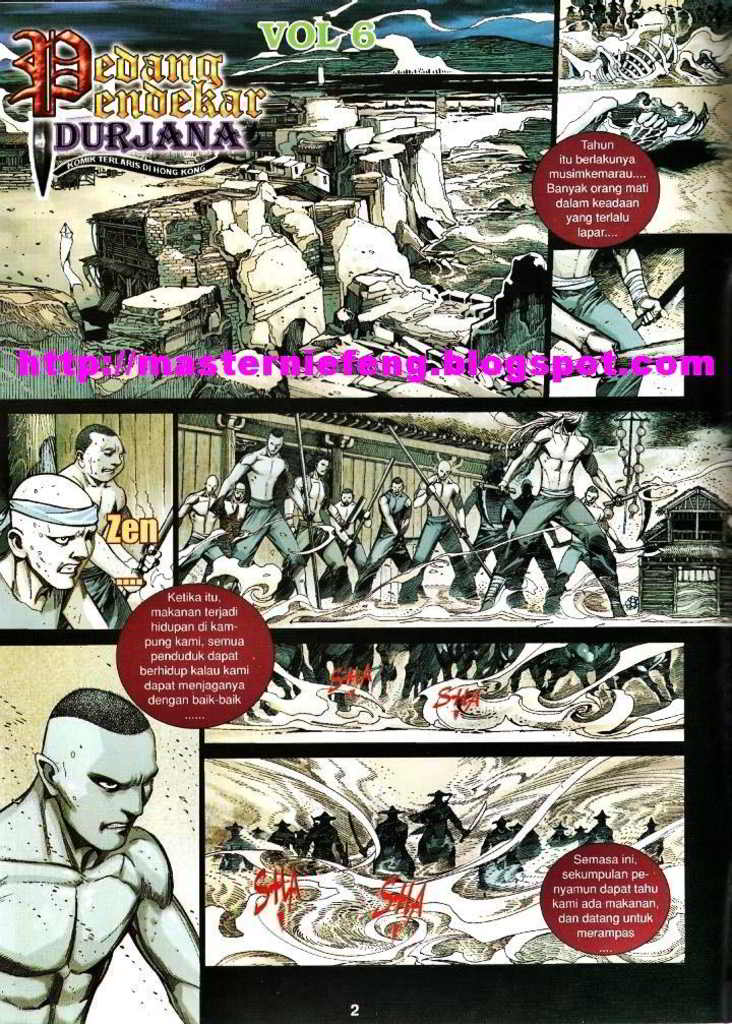 VOL 6
Pedang
Pendekar
DURJANA
KOMIK TERLARIS DI HONG KONG
Tahun
itu berlakunya
musimkemarau....
Banyak orang mati
dalam keadaan
yang terlalu
lapar....
http://masterniefeng.blogspot.com
Zen
....
Ketika itu,
makanan terjadi
hidupan di kam-
pung kami, semua
penduduk dapat
berhidup kalau kami
dapat menjaganya
dengan baik-baik
......
SHA
SHA
SHA
SHA
Semasa ini,
sekumpulan pe-
nyamun dapat tahu
kami ada makanan,
dan datang untuk
merampas
....
2